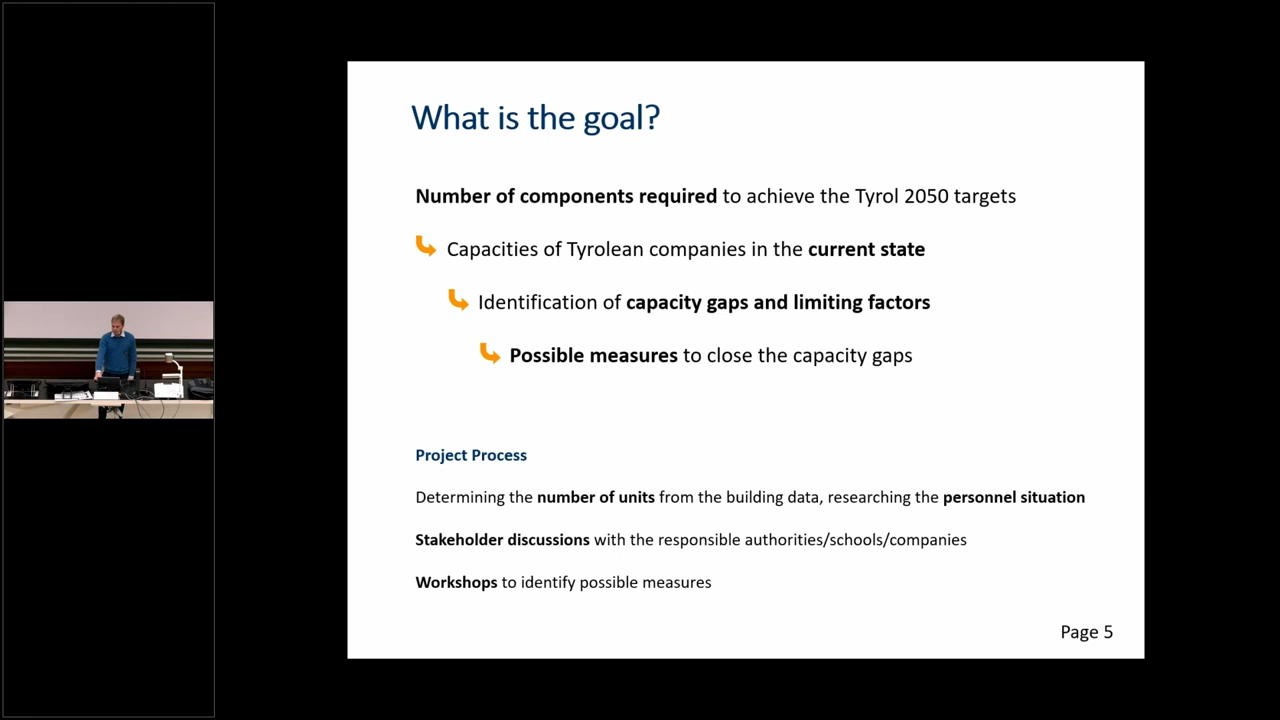 What is the goal?
Number of components required to achieve the Tyrol 2050 targets
Capacities of Tyrolean companies in the current state
Identification of capacity gaps and limiting factors
Possible measures to close the capacity gaps
Project Process
Determining the number of units from the building data, researching the personnel situation
Stakeholder discussions with the responsible authorities/schools/companies
Workshops to identify possible measures
Page 5